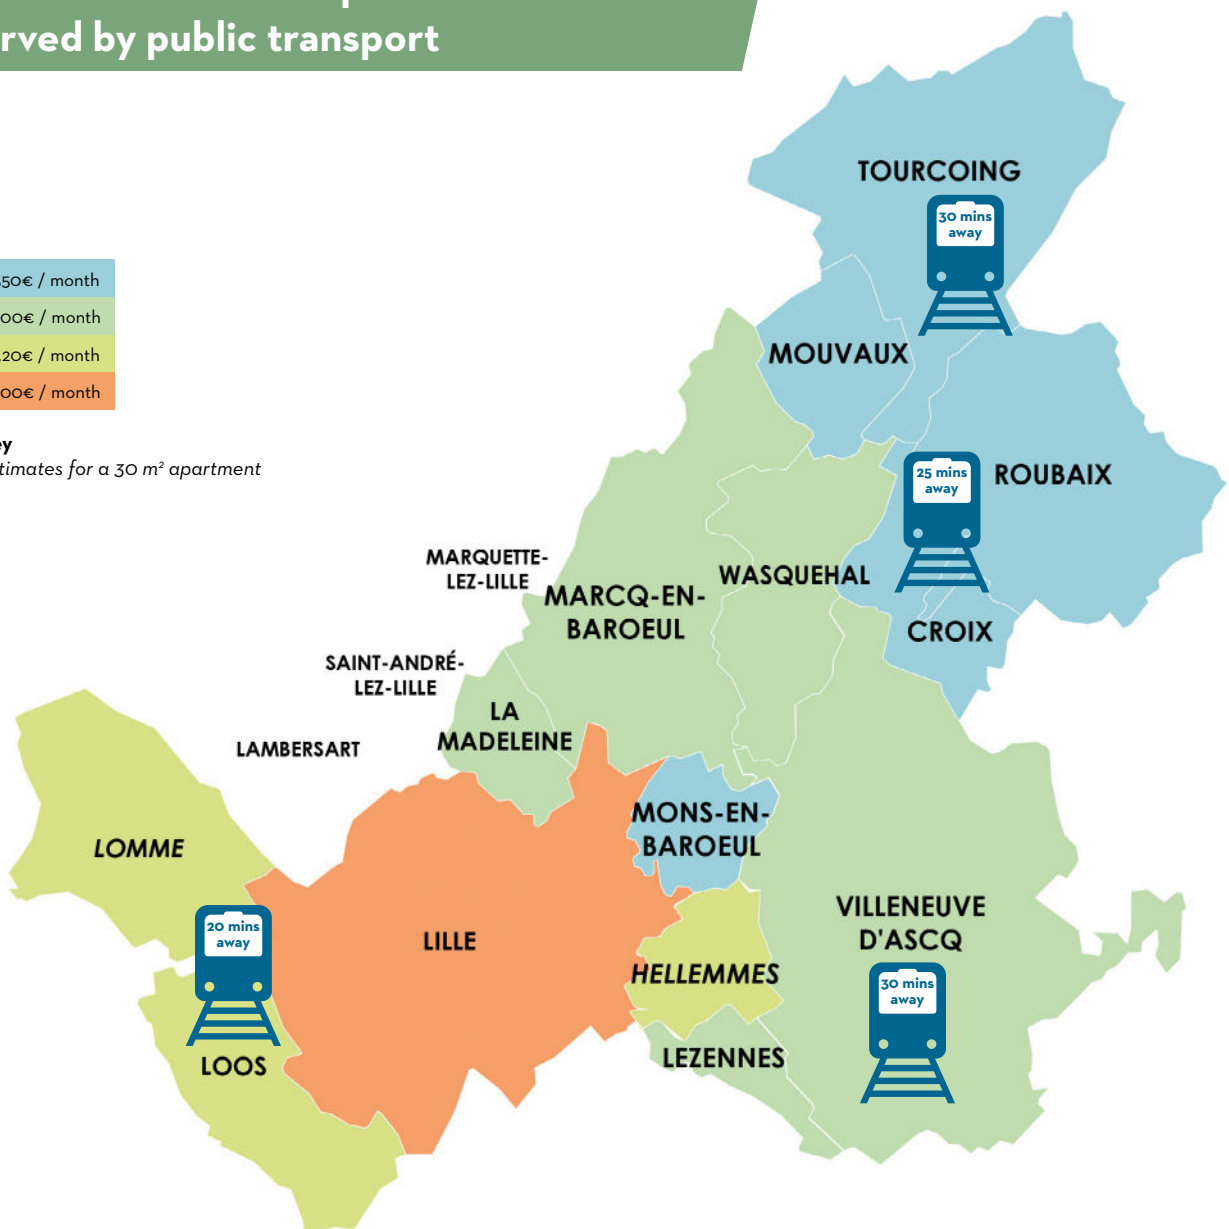 rved by public transport
50€ / month
00€ / month
20€ / month
00€ / month
ey
timates for a 30 m² apartment
TOURCOING
30 mins
away
MOUVAUX
25 mins
away
ROUBAIX
MARQUETTE-
LEZ-LILLE
MARCQ-EN-
BAROEUL
WASQUEHAL
CROIX
SAINT-ANDRÉ-
LEZ-LILLE
LA
MADELEINE
LAMBERSART
MONS-EN-
BAROEUL
LOMME
VILLENEUVE
D'ASCQ
20 mins
away
LILLE
HELLEMMES
30 mins
away
LOOS
LEZENNES